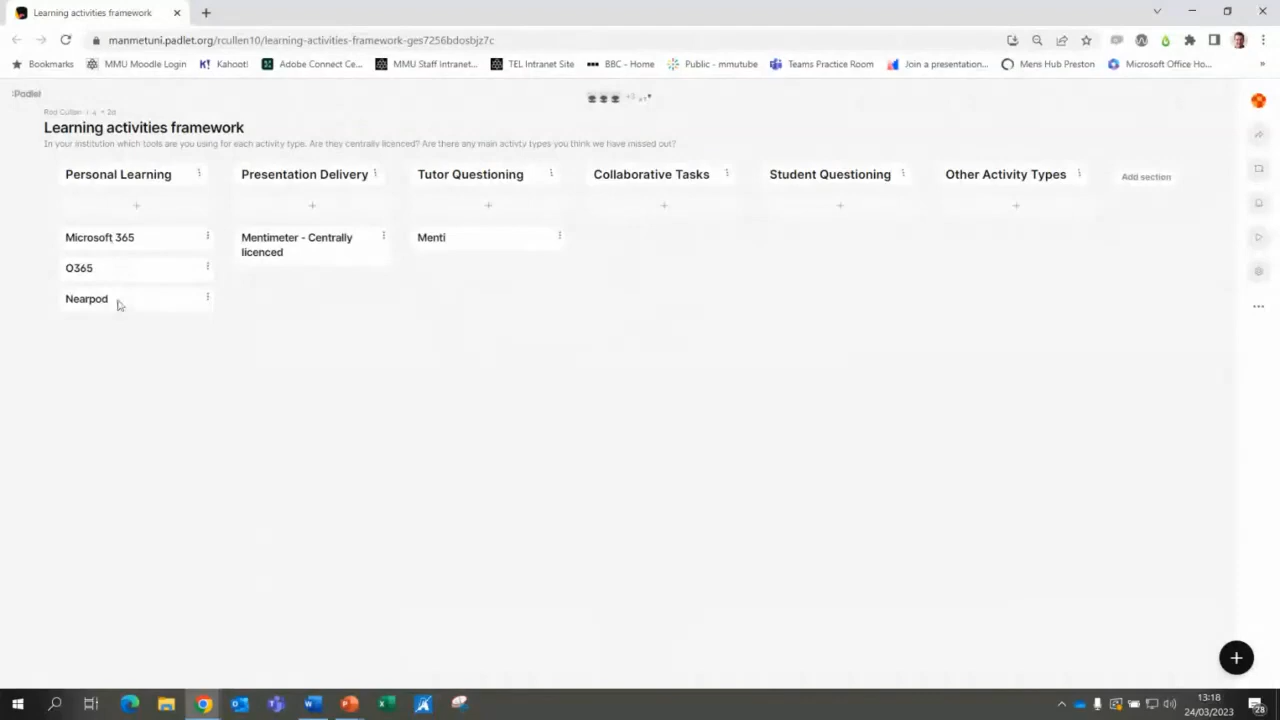 Learning activities framework
manmetuni.padlet.org/rcullen10/learning-activities-framework-ges7256bdosbjz7c
Bookmarks MMU Moodle Login Kahoot! Adobe Connect Ce... MMU Staff Intranet... TEL Intranet Site BBC - Home Public - mmutube Teams Practice Room Join a presentation... Mens Hub Preston Microsoft Office Ho... »
:Padlet
Rod Cullen
Learning activities framework
In your institution which tools are you using for each activity type. Are they centrally licenced? Are there any main activty types you think we have missed out?
Personal Learning Presentation Delivery Tutor Questioning Collaborative Tasks Student Questioning Other Activity Types Add section
Microsoft 365 Mentimeter - Centrally licenced Menti
O365
Nearpod
13:18
24/03/2023
28